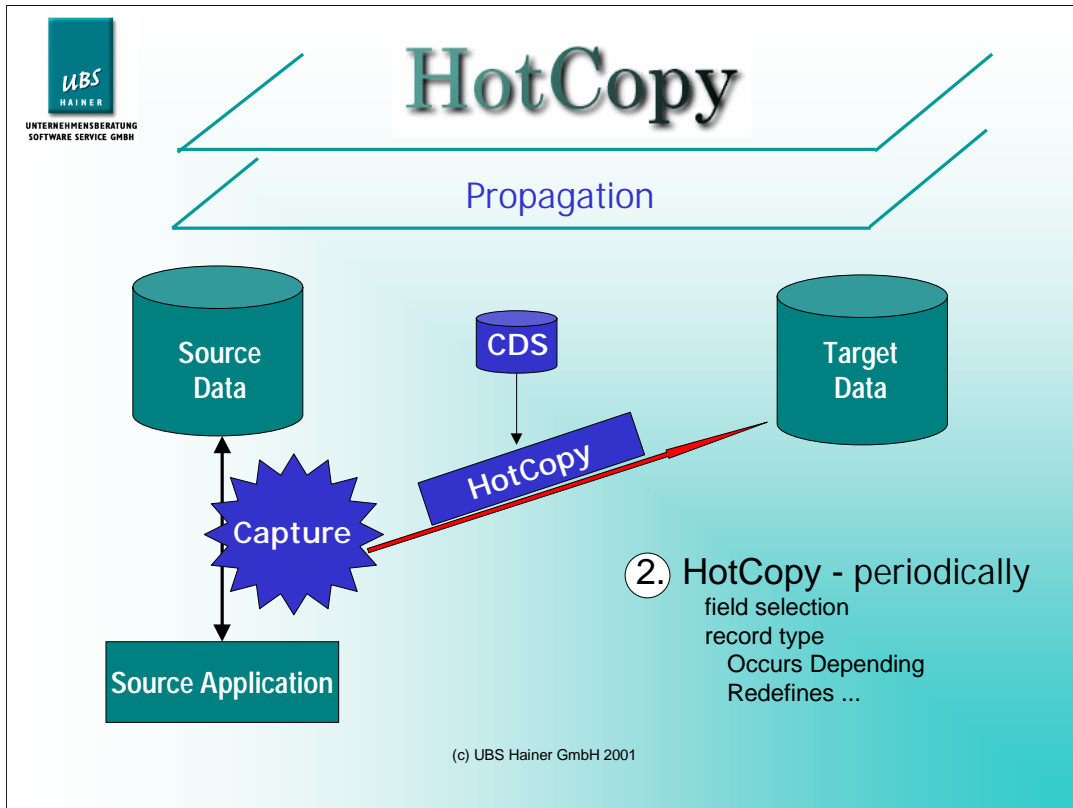 UBS
HAINER
UNTERNEHMENSBERATUNG
SOFTWARE SERVICE GMBH
HotCopy
Propagation
Source
Data
CDS
Target
Data
HotCopy
Capture
2. HotCopy - periodically
field selection
record type
Occurs Depending
Redefines ...
Source Application
(c) UBS Hainer GmbH 2001